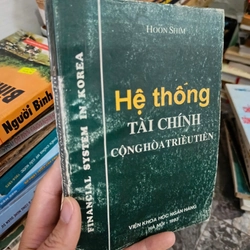 HOON SHIM
Hệ thống
TÀI CHÍNH
CỘNG HÒA TRIỀU TIÊN
VIỆN KHOA HỌC NGÂN HÀNG
FINANCIAL SYSTEM IN KOREA
Người Bình